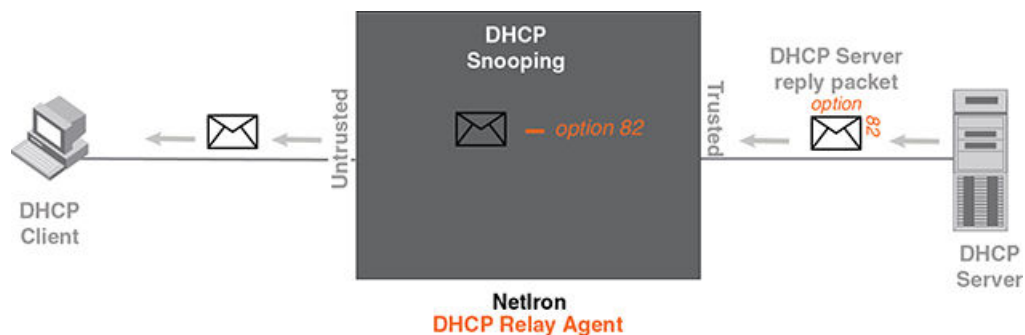 DHCP
Snooping
DHCP Server
reply packet
option
82
option 82
Untrusted
Trusted
DHCP
Client
DHCP
Server
NetIron
DHCP Relay Agent